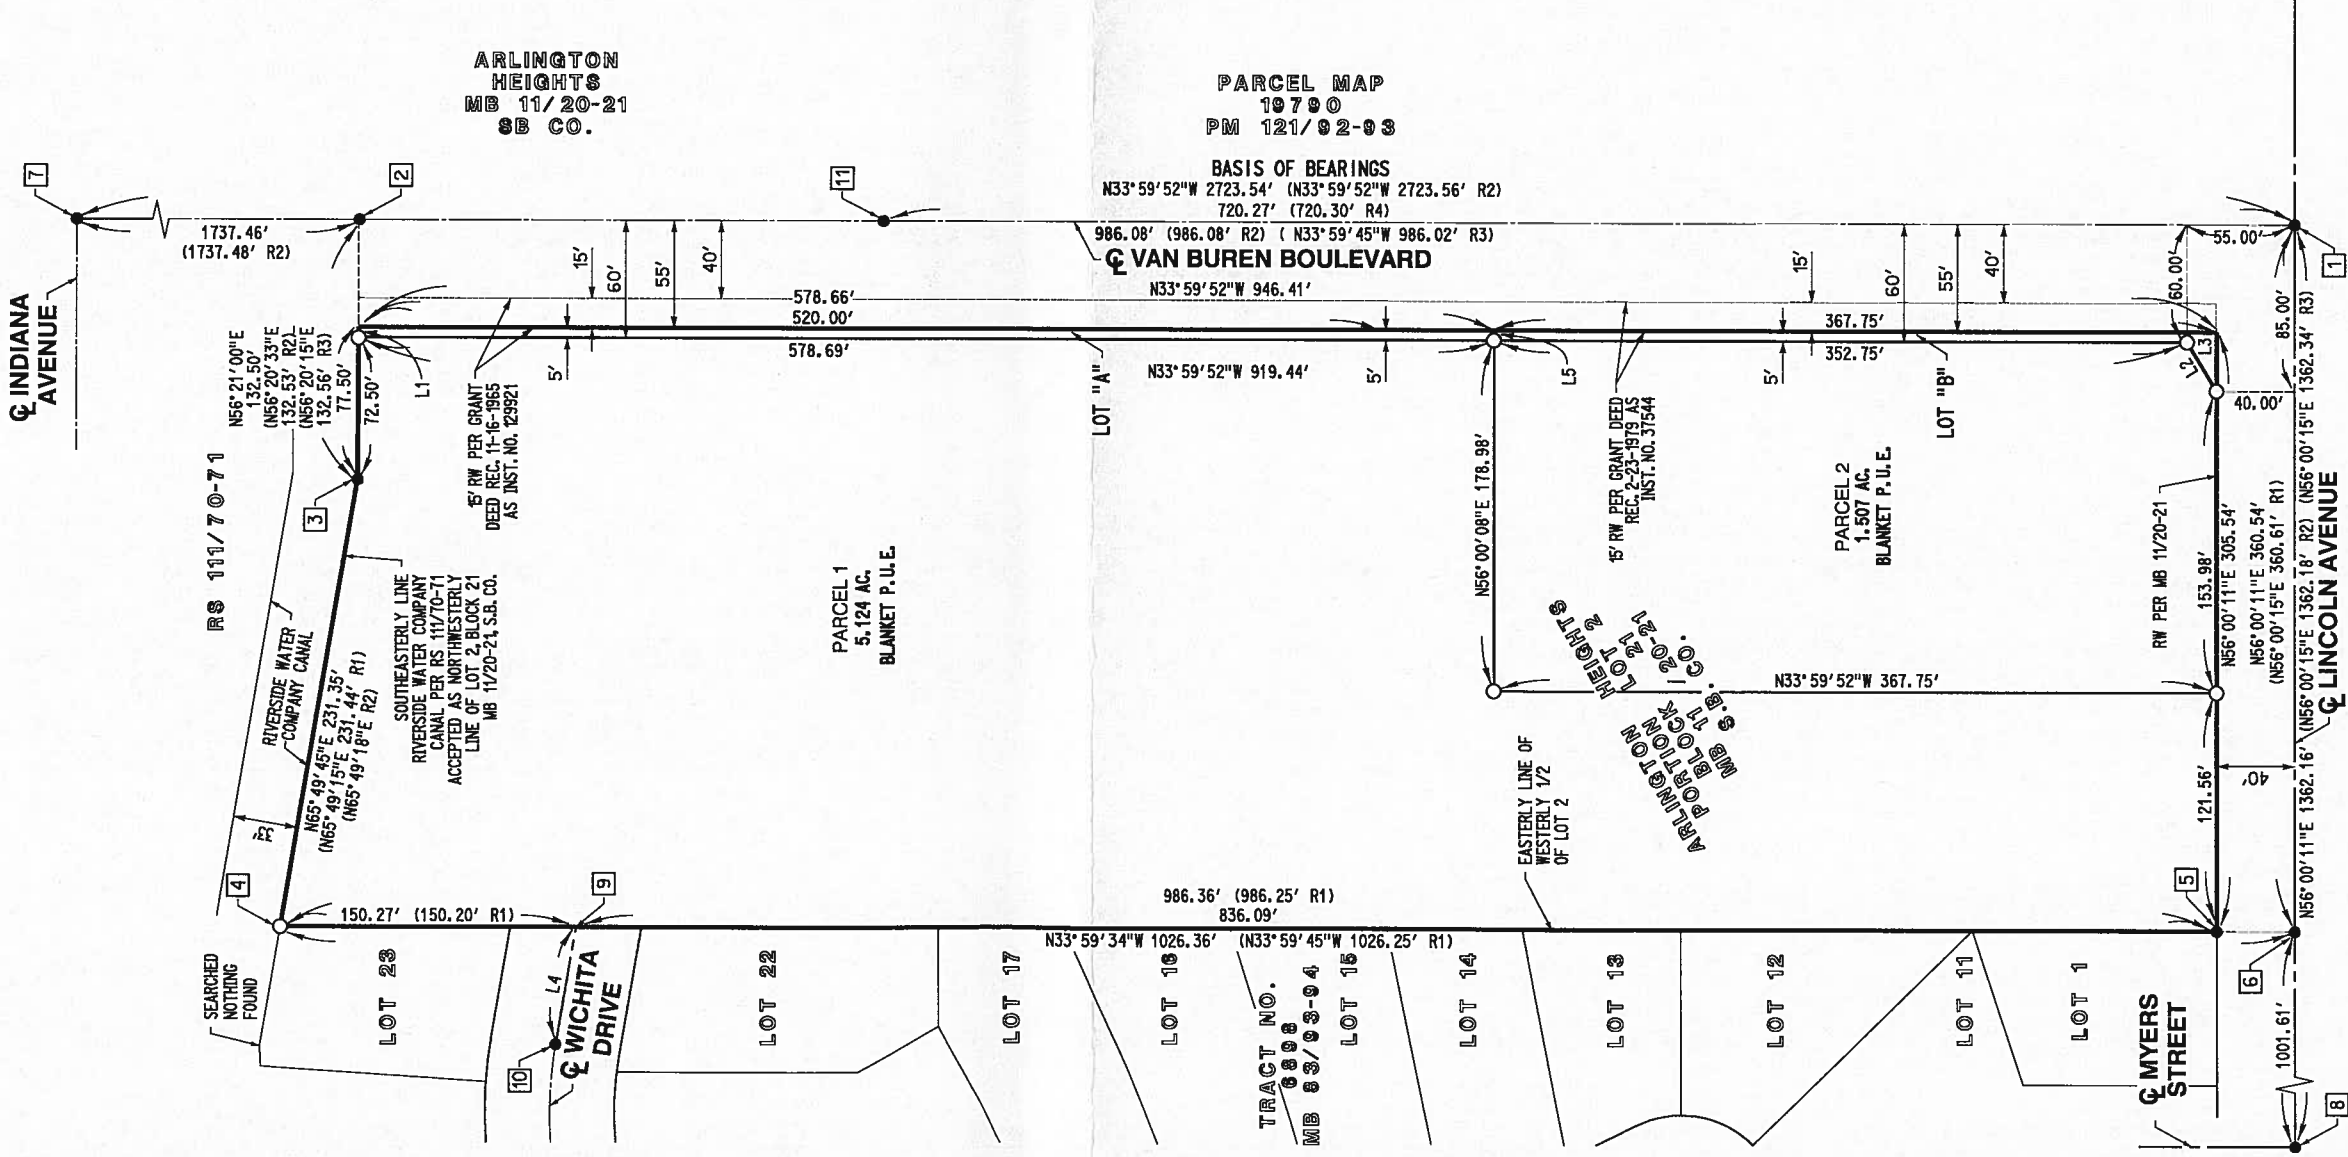 ARLINGTON
HEIGHTS
MB 11/20-21
SB CO.
PARCEL MAP
19790
PM 121/92-93
BASIS OF BEARINGS
N33°59'52"W 2723.54' (N33°59'52"W 2723.56' R2)
720.27' (720.30' R4)
986.08' (986.08' R2) ( N33°59'45"W 986.02' R3)
℄ VAN BUREN BOULEVARD
N33°59'52"W 946.41'
7
2
11
1
1737.46'
(1737.48' R2)
℄ INDIANA
AVENUE
15'
60'
55'
40'
578.66'
520.00'
578.69'
5'
N33°59'52"W 919.44'
5'
LOT "A"
L5
367.75'
352.75'
5'
15'
60'
55'
40'
LOT "B"
55.00'
60.00'
85.00'
40.00'
L3
L2
L1
N56°21'00"E
132.50'
(N56°20'33"E
132.53' R2)
(N56°20'15"E
132.56' R3)
77.50'
72.50'
RS 111/70-71
3
15' RW PER GRANT
DEED REC. 11-16-1965
AS INST. NO. 129921
15' RW PER GRANT DEED
REC. 2-23-1979 AS
INST. NO. 37544
N56°00'08"E 178.98'
PARCEL 1
5.124 AC.
BLANKET P.U.E.
PARCEL 2
1.507 AC.
BLANKET P.U.E.
RIVERSIDE WATER
COMPANY CANAL
N65°49'45"E 231.35'
(N65°49'15"E 231.44' R1)
(N65°49'18"E R2)
33'
SOUTHEASTERLY LINE
RIVERSIDE WATER COMPANY
CANAL PER RS 111/70-71
ACCEPTED AS NORTHWESTERLY
LINE OF LOT 2, BLOCK 21
MB 11/20-21, S.B. CO.
ARLINGTON HEIGHTS
PORTION LOT 2
BLOCK 21
MB 11 / 20-21
S.B. CO.
N33°59'52"W 367.75'
RW PER MB 11/20-21
153.98'
N56°00'11"E 305.54'
N56°00'11"E 360.54'
(N56°00'15"E 360.61' R1)
N56°00'11"E 1362.16' (N56°00'15"E 1362.18' R2) (N56°00'15"E 1362.34' R3)
℄ LINCOLN AVENUE
121.56'
40'
EASTERLY LINE OF
WESTERLY 1/2
OF LOT 2
4
9
5
6
10
8
150.27' (150.20' R1)
986.36' (986.25' R1)
836.09'
N33°59'34"W 1026.36' (N33°59'45"W 1026.25' R1)
SEARCHED
NOTHING
FOUND
LOT 23
L4
℄ WICHITA
DRIVE
LOT 22
LOT 17
LOT 16
TRACT NO.
6898
MB 83/93-94
LOT 15
LOT 14
LOT 13
LOT 12
LOT 11
LOT 1
℄ MYERS
STREET
1001.61'